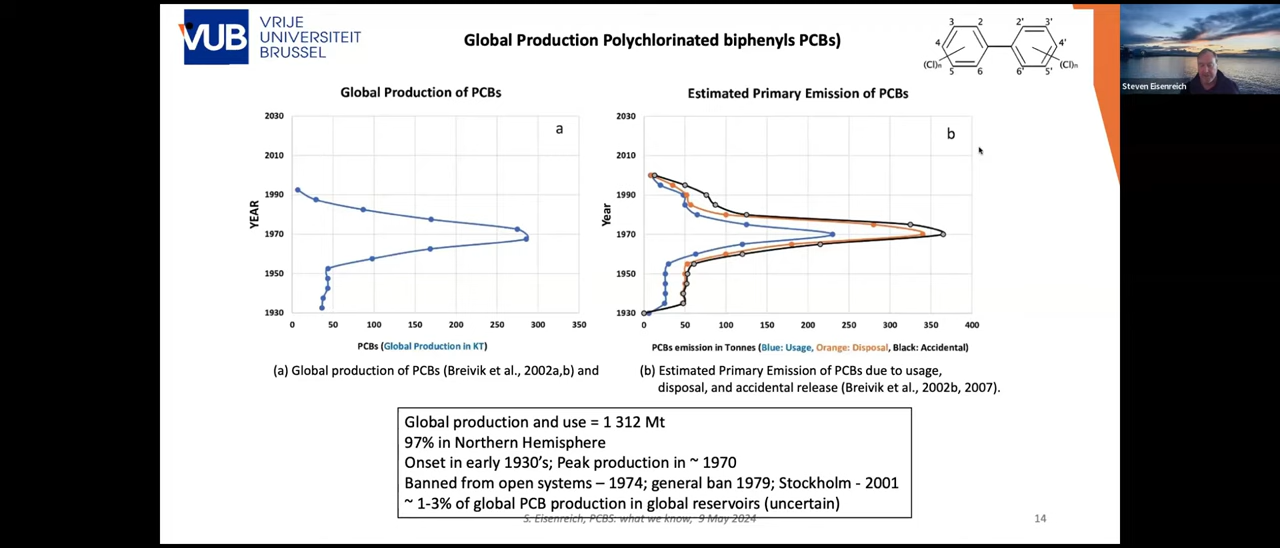 VUB
VRIJE
UNIVERSITEIT
BRUSSEL
Global Production Polychlorinated biphenyls PCBs)
3 2 2' 3'
4 4'
(Cl)n (Cl)n
5 6 6' 5'
Steven Eisenreich
Global Production of PCBs
a
YEAR
2030
2010
1990
1970
1950
1930
0 50 100 150 200 250 300 350
PCBs (Global Production in KT)
(a) Global production of PCBs (Breivik et al., 2002a,b) and
Estimated Primary Emission of PCBs
b
Year
2030
2010
1990
1970
1950
1930
0 50 100 150 200 250 300 350 400
PCBs emission in Tonnes (Blue: Usage, Orange: Disposal, Black: Accidental)
(b) Estimated Primary Emission of PCBs due to usage,
disposal, and accidental release (Breivik et al., 2002b, 2007).
Global production and use = 1 312 Mt
97% in Northern Hemisphere
Onset in early 1930's; Peak production in ~ 1970
Banned from open systems – 1974; general ban 1979; Stockholm - 2001
~ 1-3% of global PCB production in global reservoirs (uncertain)
S. Eisenreich, PCBS: what we know, 9 May 2024
14